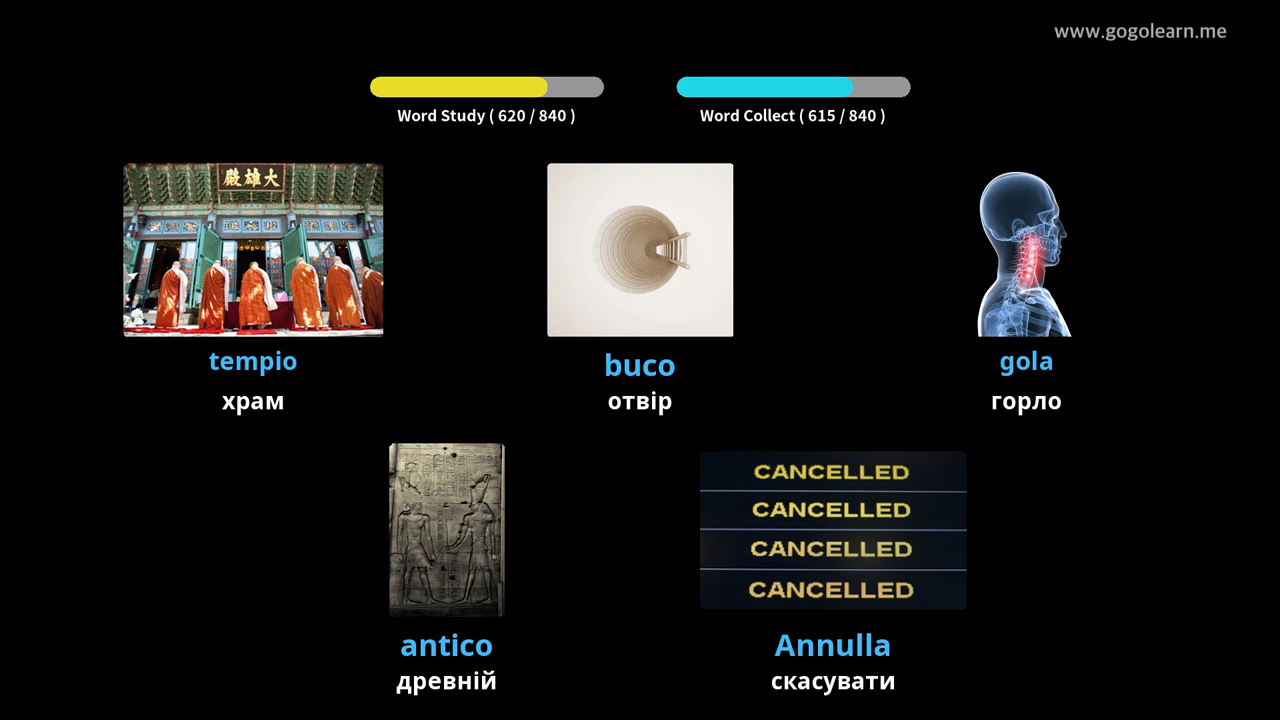 www.gogolearn.me
Word Study ( 620 / 840 )
Word Collect ( 615 / 840 )
大雄殿
tempio
храм
buco
отвір
gola
горло
CANCELLED
CANCELLED
CANCELLED
CANCELLED
antico
древній
Annulla
скасувати